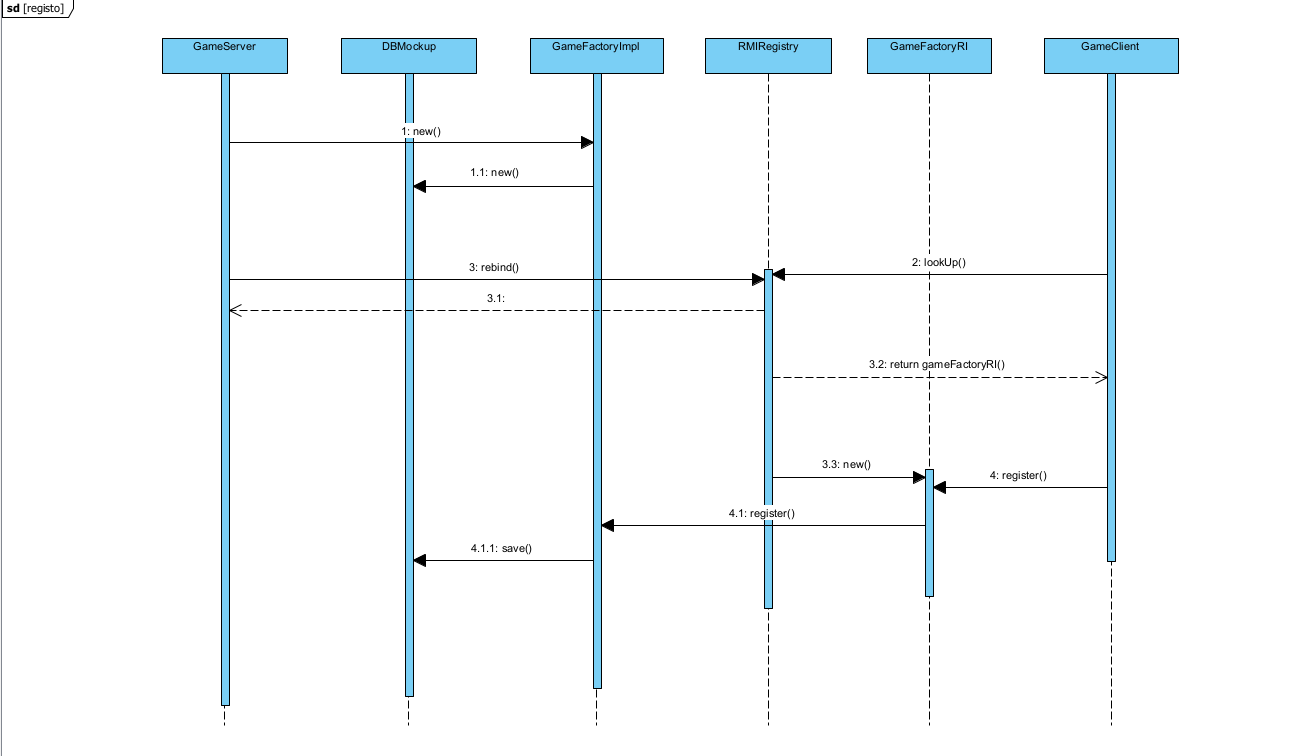 sd [registo]
GameServer
DBMockup
GameFactoryImpl
RMIRegistry
GameFactoryRI
GameClient
1: new()
1.1: new()
2: lookUp()
3: rebind()
3.1:
3.2: return gameFactoryRI()
3.3: new()
4: register()
4.1: register()
4.1.1: save()